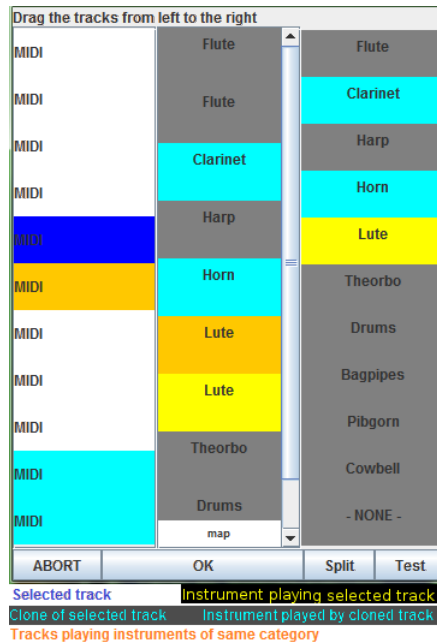 Drag the tracks from left to the right
MIDI
MIDI
MIDI
MIDI
MIDI
MIDI
MIDI
MIDI
MIDI
MIDI
MIDI
Flute
Flute
Clarinet
Harp
Horn
Lute
Lute
Theorbo
Drums
map
Flute
Clarinet
Harp
Horn
Lute
Theorbo
Drums
Bagpipes
Pibgorn
Cowbell
- NONE -
ABORT OK Split Test
Selected track Instrument playing selected track
Clone of selected track Instrument played by cloned track
Tracks playing instruments of same category